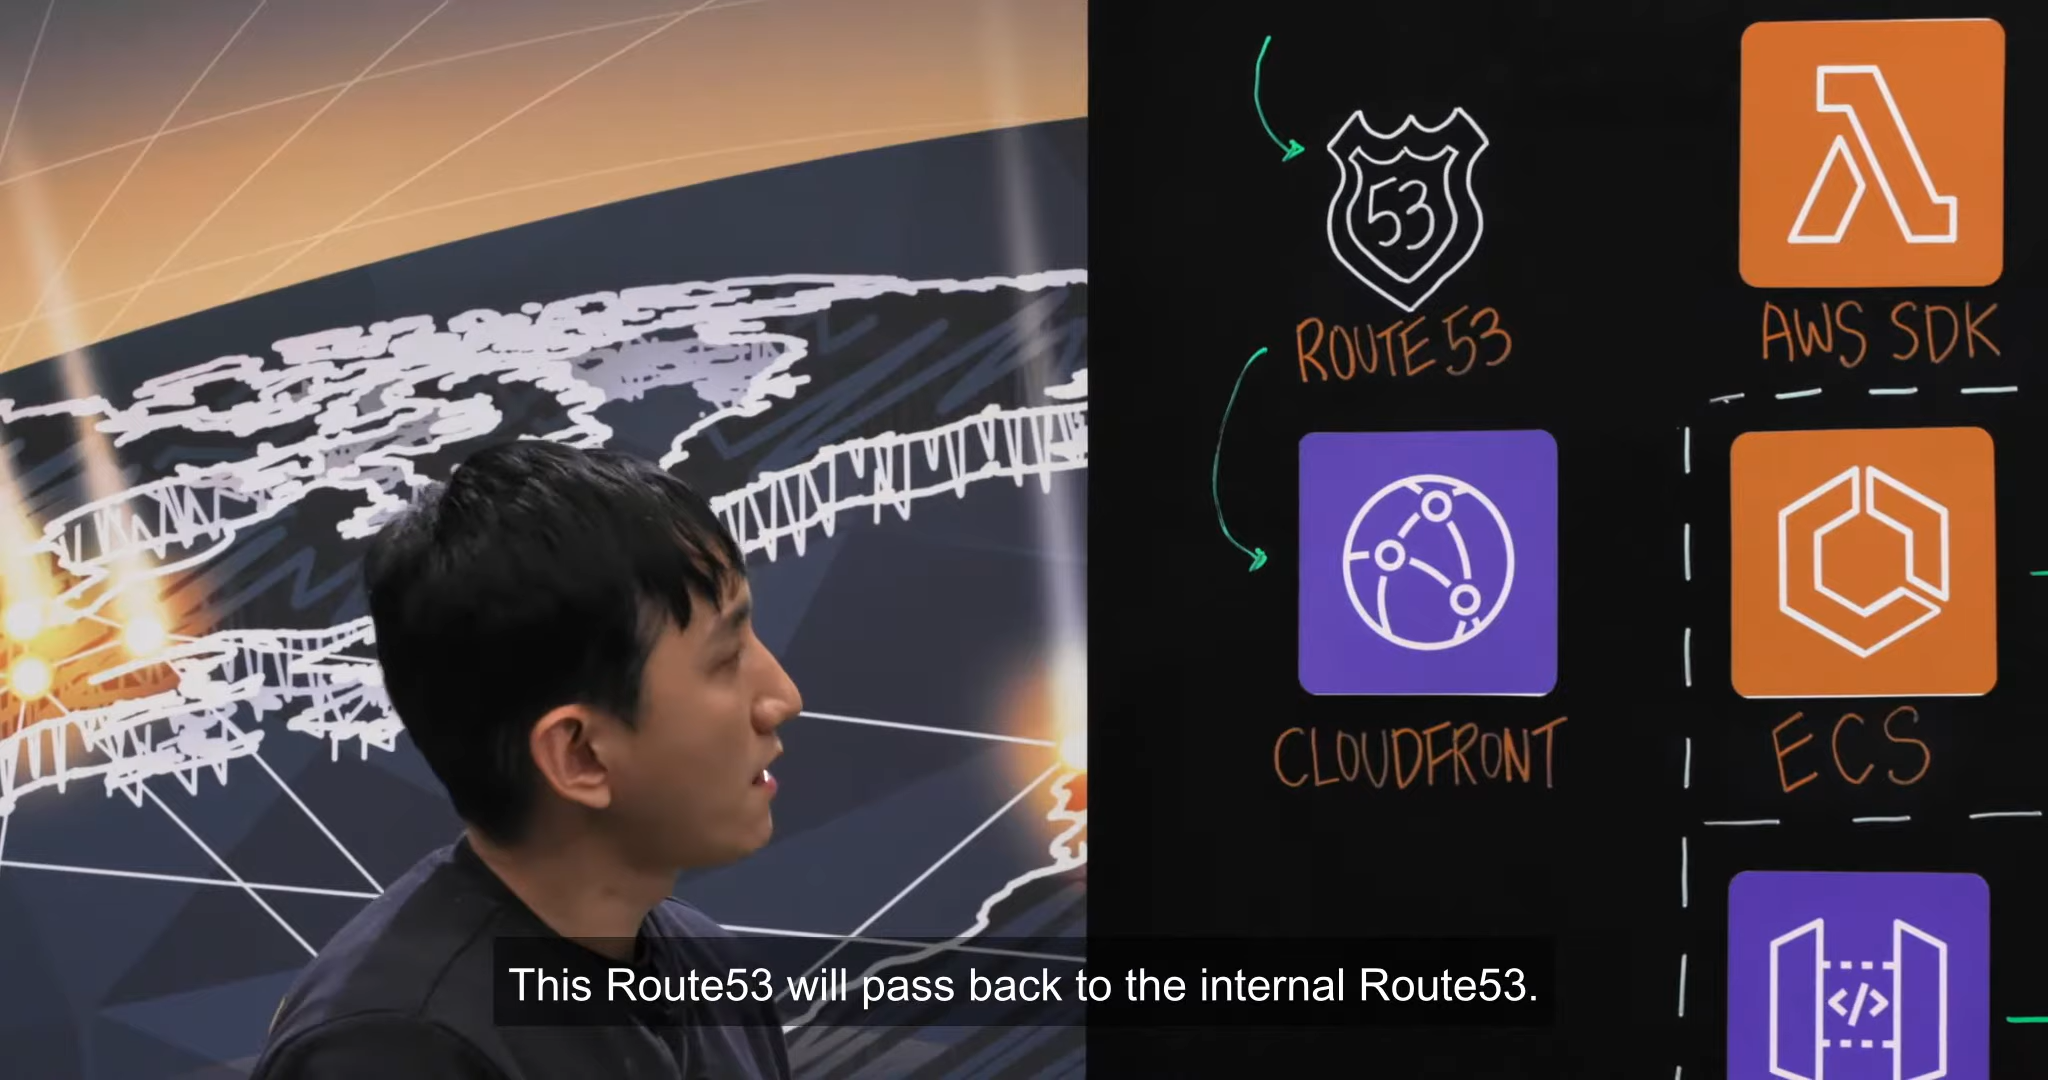 53
ROUTE 53
AWS SDK
CLOUDFRONT
ECS
</>
This Route53 will pass back to the internal Route53.